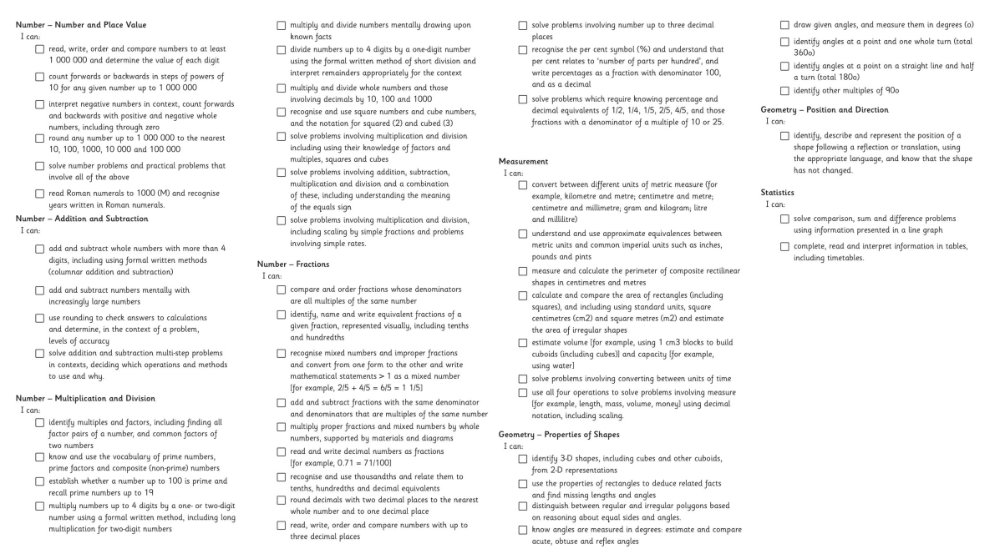 Number – Number and Place Value
I can:
read, write, order and compare numbers to at least
1 000 000 and determine the value of each digit
count forwards or backwards in steps of powers of
10 for any given number up to 1 000 000
interpret negative numbers in context, count forwards
and backwards with positive and negative whole
numbers, including through zero
round any number up to 1 000 000 to the nearest
10, 100, 1000, 10 000 and 100 000
solve number problems and practical problems that
involve all of the above
read Roman numerals to 1000 (M) and recognise
years written in Roman numerals.
Number – Addition and Subtraction
I can:
add and subtract whole numbers with more than 4
digits, including using formal written methods
(columnar addition and subtraction)
add and subtract numbers mentally with
increasingly large numbers
use rounding to check answers to calculations
and determine, in the context of a problem,
levels of accuracy
solve addition and subtraction multi-step problems
in contexts, deciding which operations and methods
to use and why.
Number – Multiplication and Division
I can:
identify multiples and factors, including finding all
factor pairs of a number, and common factors of
two numbers
know and use the vocabulary of prime numbers,
prime factors and composite (non-prime) numbers
establish whether a number up to 100 is prime and
recall prime numbers up to 19
multiply numbers up to 4 digits by a one- or two-digit
number using a formal written method, including long
multiplication for two-digit numbers
multiply and divide numbers mentally drawing upon
known facts
divide numbers up to 4 digits by a one-digit number
using the formal written method of short division and
interpret remainders appropriately for the context
multiply and divide whole numbers and those
involving decimals by 10, 100 and 1000
recognise and use square numbers and cube numbers,
and the notation for squared (2) and cubed (3)
solve problems involving multiplication and division
including using their knowledge of factors and
multiples, squares and cubes
solve problems involving addition, subtraction,
multiplication and division and a combination
of these, including understanding the meaning
of the equals sign
solve problems involving multiplication and division,
including scaling by simple fractions and problems
involving simple rates.
Number – Fractions
I can:
compare and order fractions whose denominators
are all multiples of the same number
identify, name and write equivalent fractions of a
given fraction, represented visually, including tenths
and hundredths
recognise mixed numbers and improper fractions
and convert from one form to the other and write
mathematical statements > 1 as a mixed number
[for example, 2/5 + 4/5 = 6/5 = 1 1/5]
add and subtract fractions with the same denominator
and denominators that are multiples of the same number
multiply proper fractions and mixed numbers by whole
numbers, supported by materials and diagrams
read and write decimal numbers as fractions
[for example, 0.71 = 71/100]
recognise and use thousandths and relate them to
tenths, hundredths and decimal equivalents
round decimals with two decimal places to the nearest
whole number and to one decimal place
read, write, order and compare numbers with up to
three decimal places
solve problems involving number up to three decimal
places
recognise the per cent symbol (%) and understand that
per cent relates to ‘number of parts per hundred’, and
write percentages as a fraction with denominator 100,
and as a decimal
solve problems which require knowing percentage and
decimal equivalents of 1/2, 1/4, 1/5, 2/5, 4/5, and those
fractions with a denominator of a multiple of 10 or 25.
Measurement
I can:
convert between different units of metric measure (for
example, kilometre and metre; centimetre and metre;
centimetre and millimetre; gram and kilogram; litre
and millilitre)
understand and use approximate equivalences between
metric units and common imperial units such as inches,
pounds and pints
measure and calculate the perimeter of composite rectilinear
shapes in centimetres and metres
calculate and compare the area of rectangles (including
squares), and including using standard units, square
centimetres (cm2) and square metres (m2) and estimate
the area of irregular shapes
estimate volume [for example, using 1 cm3 blocks to build
cuboids (including cubes)] and capacity [for example,
using water]
solve problems involving converting between units of time
use all four operations to solve problems involving measure
[for example, length, mass, volume, money] using decimal
notation, including scaling.
Geometry – Properties of Shapes
I can:
identify 3-D shapes, including cubes and other cuboids,
from 2-D representations
use the properties of rectangles to deduce related facts
and find missing lengths and angles
distinguish between regular and irregular polygons based
on reasoning about equal sides and angles.
know angles are measured in degrees: estimate and compare
acute, obtuse and reflex angles
draw given angles, and measure them in degrees (o)
identify angles at a point and one whole turn (total
360o)
identify angles at a point on a straight line and half
a turn (total 180o)
identify other multiples of 90o
Geometry – Position and Direction
I can:
identify, describe and represent the position of a
shape following a reflection or translation, using
the appropriate language, and know that the shape
has not changed.
Statistics
I can:
solve comparison, sum and difference problems
using information presented in a line graph
complete, read and interpret information in tables,
including timetables.